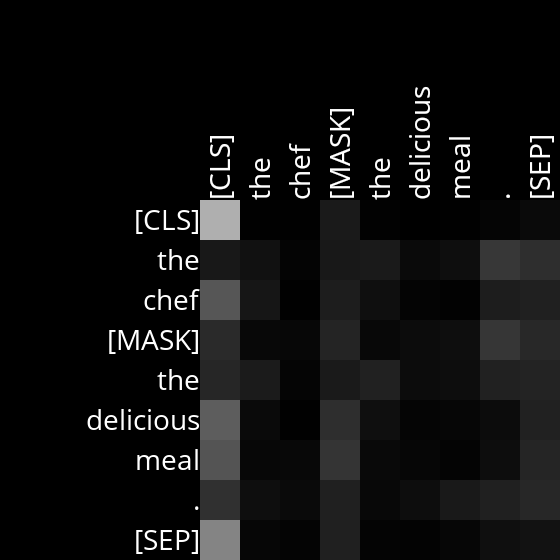 [CLS] the chef [MASK] the delicious meal . [SEP]
[CLS]
the
chef
[MASK]
the
delicious
meal
.
[SEP]